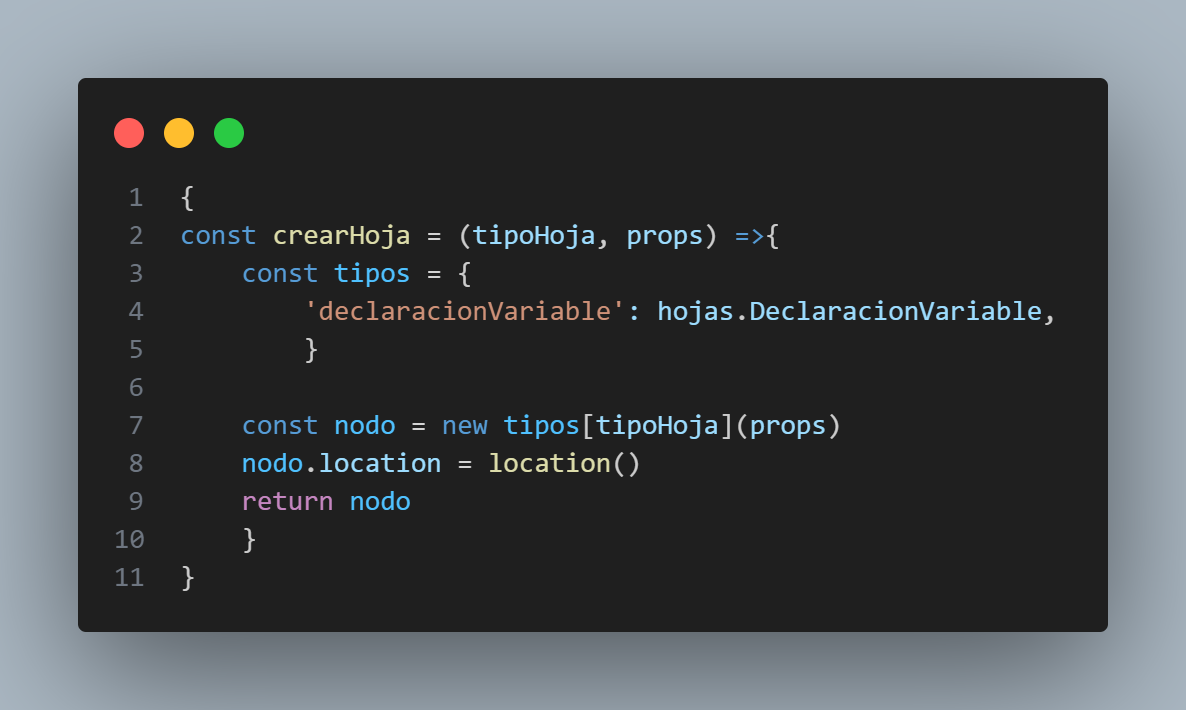 1 {
2 const crearHoja = (tipoHoja, props) =>{
3     const tipos = {
4         'declaracionVariable': hojas.DeclaracionVariable,
5         }
6
7     const nodo = new tipos[tipoHoja](props)
8     nodo.location = location()
9     return nodo
10     }
11 }